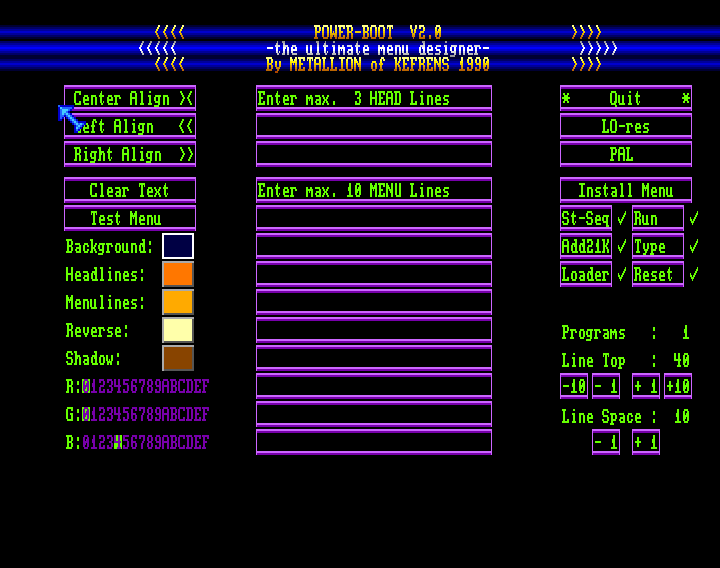 <<<< POWER-BOOT V2.0 >>>>
<<<<< -the ultimate menu designer- >>>>>
<<<< By METALLION of KEFRENS 1990 >>>>
Center Align >< Enter max. 3 HEAD Lines * Quit *
Left Align << LO-res
Right Align >> PAL
Clear Text Enter max. 10 MENU Lines Install Menu
Test Menu St-Seq ✓ Run ✓
Background: Add21K ✓ Type ✓
Headlines: Loader ✓ Reset ✓
Menulines:
Reverse: Programs : 1
Shadow: Line Top : 40
R:0123456789ABCDEF -10 - 1 + 1 +10
G:0123456789ABCDEF Line Space : 10
B:0123456789ABCDEF - 1 + 1